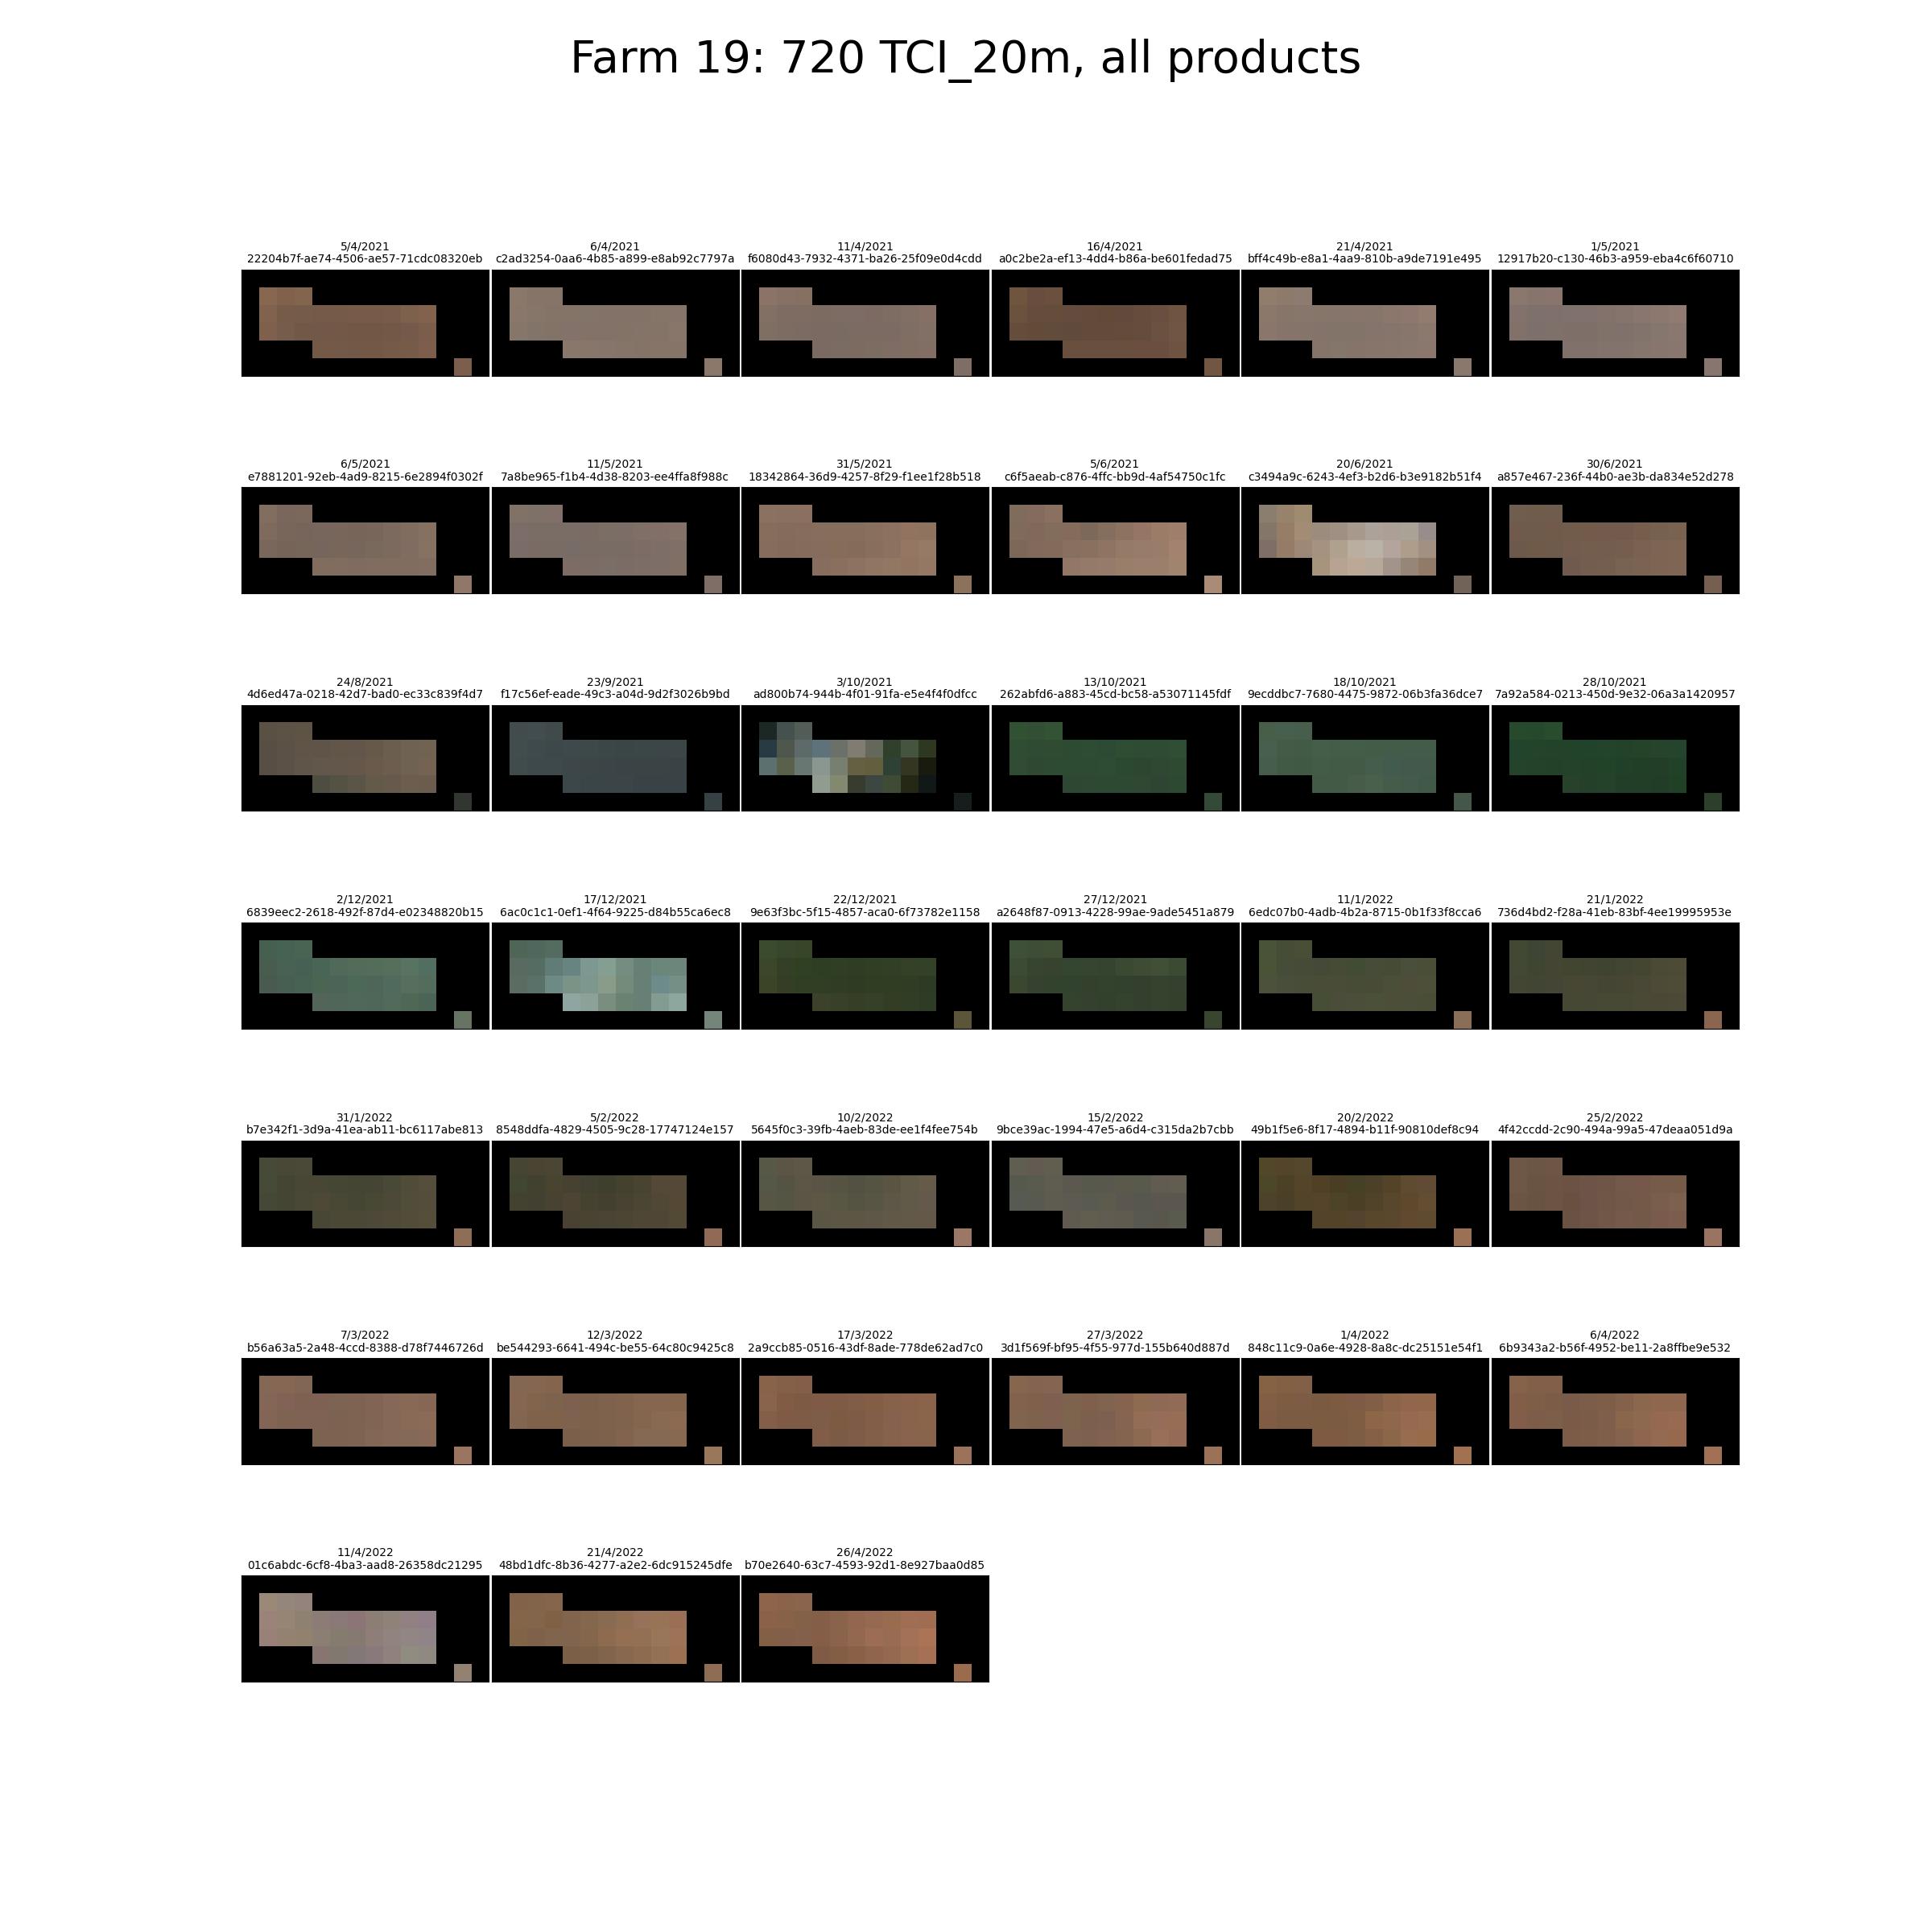 Farm 19: 720 TCI_20m, all products
5/4/2021
22204b7f-ae74-4506-ae57-71cdc08320eb
6/4/2021
c2ad3254-0aa6-4b85-a899-e8ab92c7797a
11/4/2021
f6080d43-7932-4371-ba26-25f09e0d4cdd
16/4/2021
a0c2be2a-ef13-4dd4-b86a-be601fedad75
21/4/2021
bff4c49b-e8a1-4aa9-810b-a9de7191e495
1/5/2021
12917b20-c130-46b3-a959-eba4c6f60710
6/5/2021
e7881201-92eb-4ad9-8215-6e2894f0302f
11/5/2021
7a8be965-f1b4-4d38-8203-ee4ffa8f988c
31/5/2021
18342864-36d9-4257-8f29-f1ee1f28b518
5/6/2021
c6f5aeab-c876-4ffc-bb9d-4af54750c1fc
20/6/2021
c3494a9c-6243-4ef3-b2d6-b3e9182b51f4
30/6/2021
a857e467-236f-44b0-ae3b-da834e52d278
24/8/2021
4d6ed47a-0218-42d7-bad0-ec33c839f4d7
23/9/2021
f17c56ef-eade-49c3-a04d-9d2f3026b9bd
3/10/2021
ad800b74-944b-4f01-91fa-e5e4f4f0dfcc
13/10/2021
262abfd6-a883-45cd-bc58-a53071145fdf
18/10/2021
9ecddbc7-7680-4475-9872-06b3fa36dce7
28/10/2021
7a92a584-0213-450d-9e32-06a3a1420957
2/12/2021
6839eec2-2618-492f-87d4-e02348820b15
17/12/2021
6ac0c1c1-0ef1-4f64-9225-d84b55ca6ec8
22/12/2021
9e63f3bc-5f15-4857-aca0-6f73782e1158
27/12/2021
a2648f87-0913-4228-99ae-9ade5451a879
11/1/2022
6edc07b0-4adb-4b2a-8715-0b1f33f8cca6
21/1/2022
736d4bd2-f28a-41eb-83bf-4ee19995953e
31/1/2022
b7e342f1-3d9a-41ea-ab11-bc6117abe813
5/2/2022
8548ddfa-4829-4505-9c28-17747124e157
10/2/2022
5645f0c3-39fb-4aeb-83de-ee1f4fee754b
15/2/2022
9bce39ac-1994-47e5-a6d4-c315da2b7cbb
20/2/2022
49b1f5e6-8f17-4894-b11f-90810def8c94
25/2/2022
4f42ccdd-2c90-494a-99a5-47deaa051d9a
7/3/2022
b56a63a5-2a48-4ccd-8388-d78f7446726d
12/3/2022
be544293-6641-494c-be55-64c80c9425c8
17/3/2022
2a9ccb85-0516-43df-8ade-778de62ad7c0
27/3/2022
3d1f569f-bf95-4f55-977d-155b640d887d
1/4/2022
848c11c9-0a6e-4928-8a8c-dc25151e54f1
6/4/2022
6b9343a2-b56f-4952-be11-2a8ffbe9e532
11/4/2022
01c6abdc-6cf8-4ba3-aad8-26358dc21295
21/4/2022
48bd1dfc-8b36-4277-a2e2-6dc915245dfe
26/4/2022
b70e2640-63c7-4593-92d1-8e927baa0d85